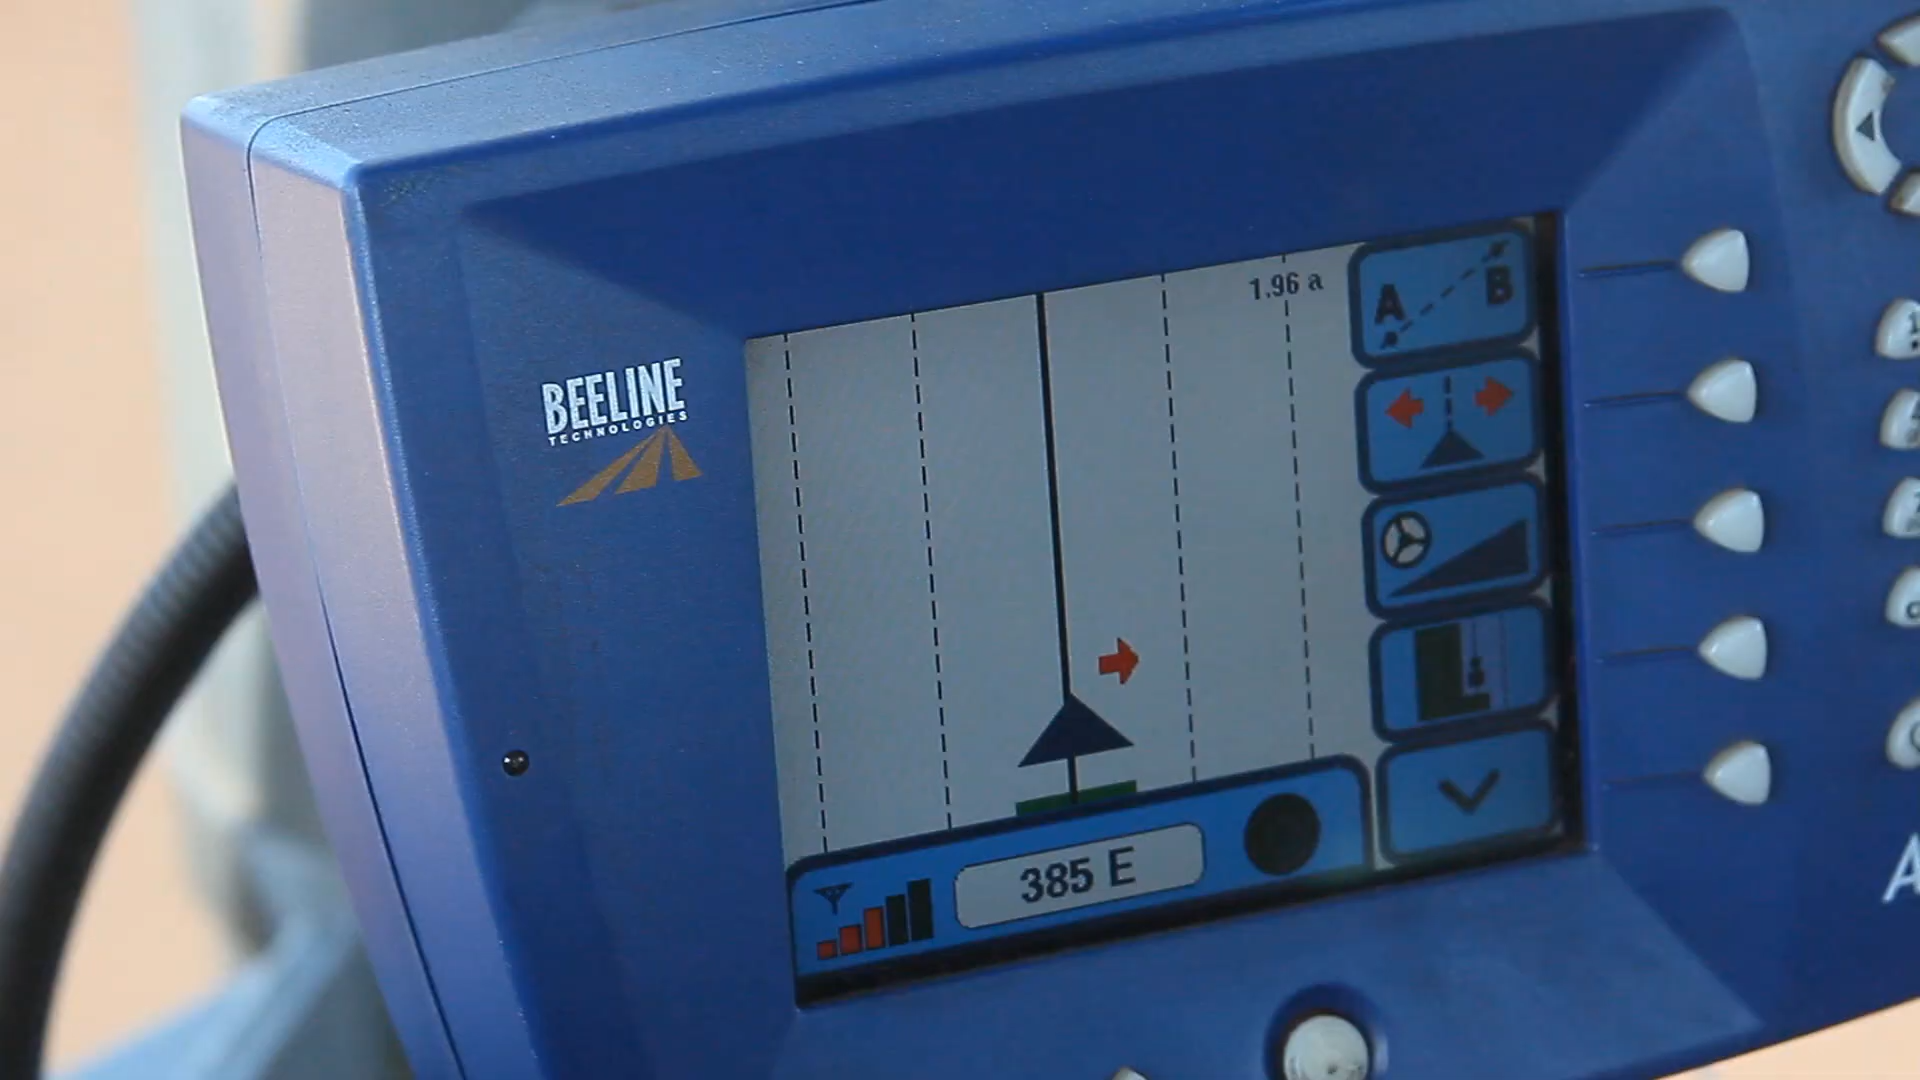 BEELINE
TECHNOLOGIES
1.96 a
A B
385 E
A